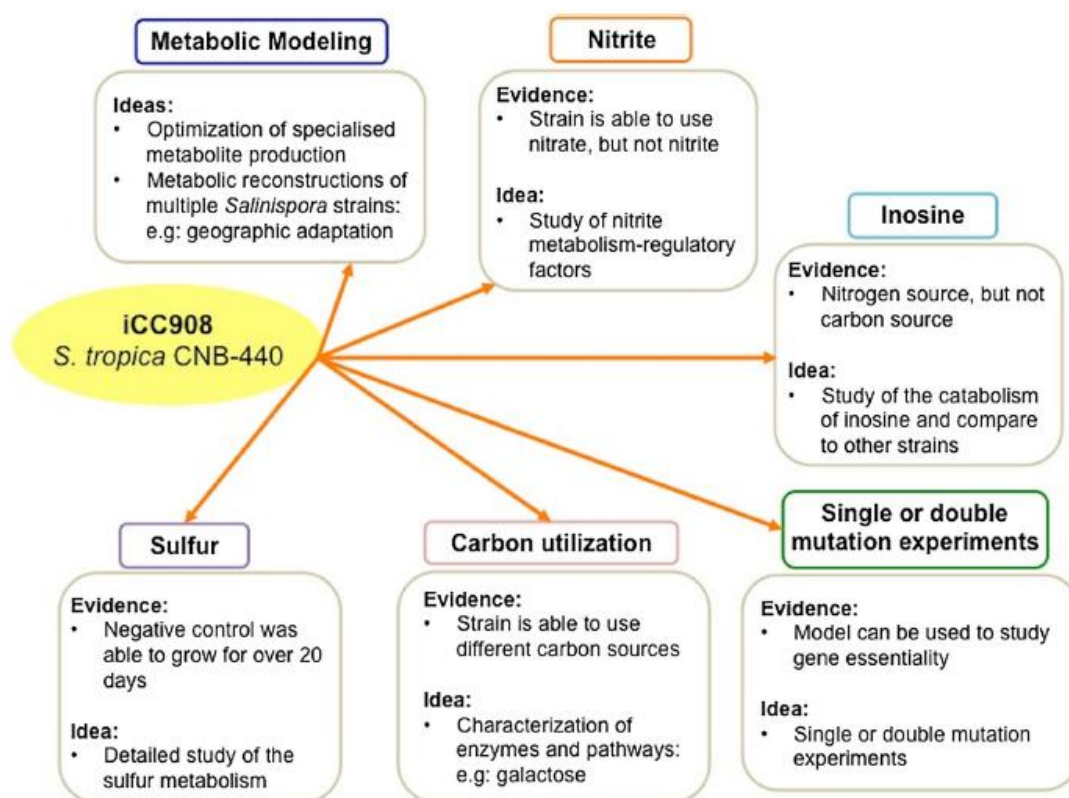 Metabolic Modeling
Ideas:
• Optimization of specialised
metabolite production
• Metabolic reconstructions of
multiple Salinispora strains:
e.g: geographic adaptation
Nitrite
Evidence:
• Strain is able to use
nitrate, but not nitrite
Idea:
• Study of nitrite
metabolism-regulatory
factors
Inosine
Evidence:
• Nitrogen source, but not
carbon source
Idea:
• Study of the catabolism
of inosine and compare
to other strains
iCC908
S. tropica CNB-440
Sulfur
Evidence:
• Negative control was
able to grow for over 20
days
Idea:
• Detailed study of the
sulfur metabolism
Carbon utilization
Evidence:
• Strain is able to use
different carbon sources
Idea:
• Characterization of
enzymes and pathways:
e.g: galactose
Single or double
mutation experiments
Evidence:
• Model can be used to study
gene essentiality
Idea:
• Single or double mutation
experiments